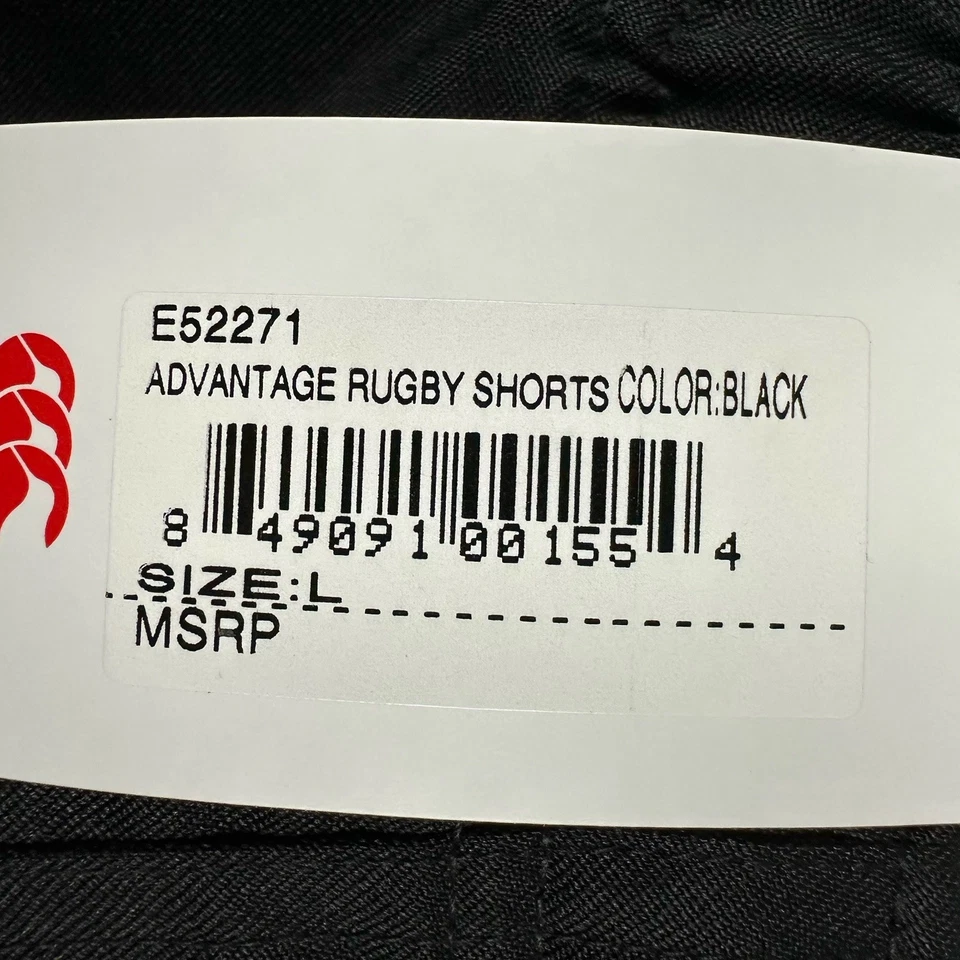 E52271
ADVANTAGE RUGBY SHORTS COLOR:BLACK
8 49091 00155 4
SIZE:L
MSRP